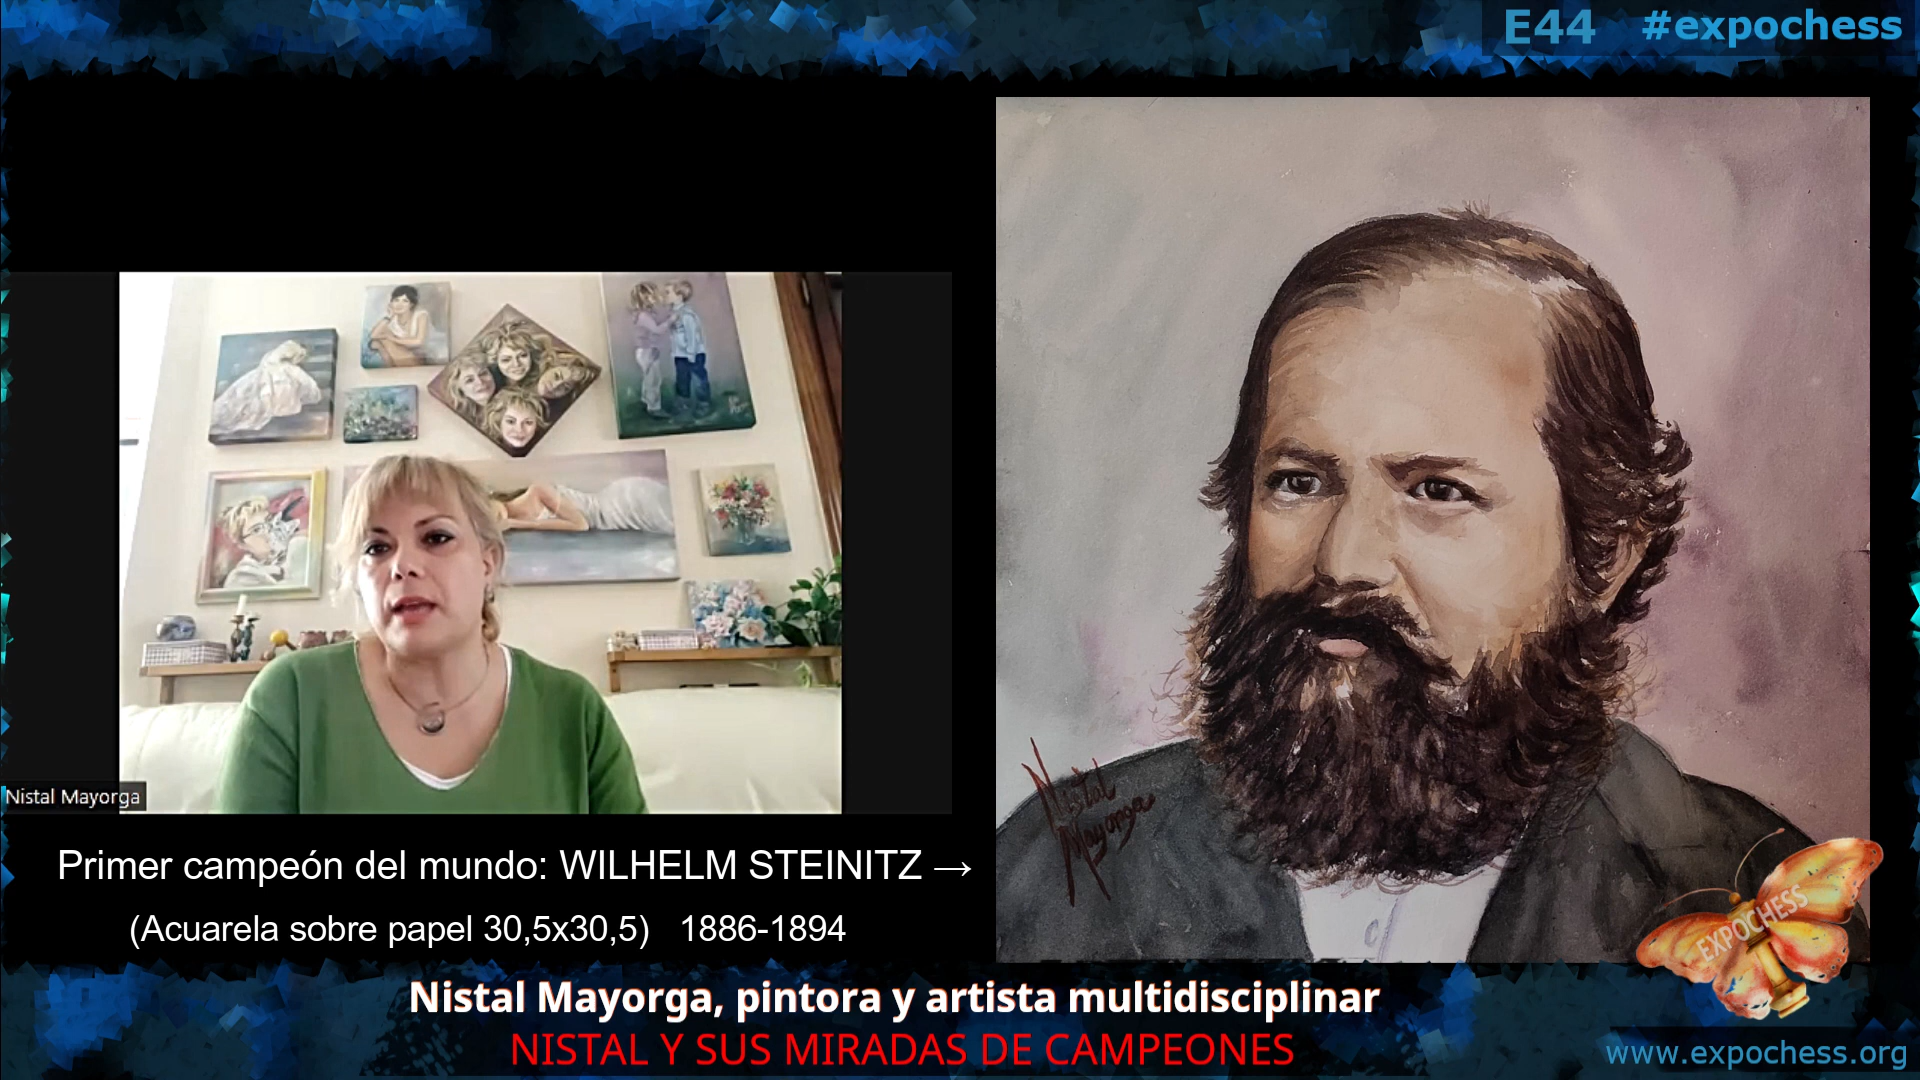 E44 #expochess
Nistal Mayorga
Primer campeón del mundo: WILHELM STEINITZ →
(Acuarela sobre papel 30,5x30,5) 1886-1894
Nistal
Mayorga
EXPOCHESS
Nistal Mayorga, pintora y artista multidisciplinar
NISTAL Y SUS MIRADAS DE CAMPEONES
www.expochess.org